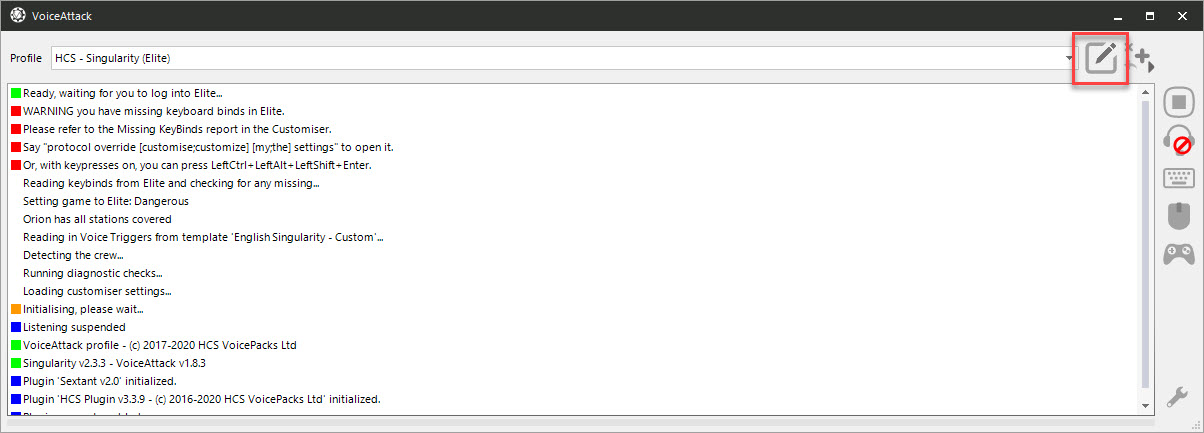 VoiceAttack
Profile HCS - Singularity (Elite)
Ready, waiting for you to log into Elite...
WARNING you have missing keyboard binds in Elite.
Please refer to the Missing KeyBinds report in the Customiser.
Say "protocol override [customise;customize] [my;the] settings" to open it.
Or, with keypresses on, you can press LeftCtrl+LeftAlt+LeftShift+Enter.
Reading keybinds from Elite and checking for any missing...
Setting game to Elite: Dangerous
Orion has all stations covered
Reading in Voice Triggers from template 'English Singularity - Custom'...
Detecting the crew...
Running diagnostic checks...
Loading customiser settings...
Initialising, please wait...
Listening suspended
VoiceAttack profile - (c) 2017-2020 HCS VoicePacks Ltd
Singularity v2.3.3 - VoiceAttack v1.8.3
Plugin 'Sextant v2.0' initialized.
Plugin 'HCS Plugin v3.3.9 - (c) 2016-2020 HCS VoicePacks Ltd' initialized.